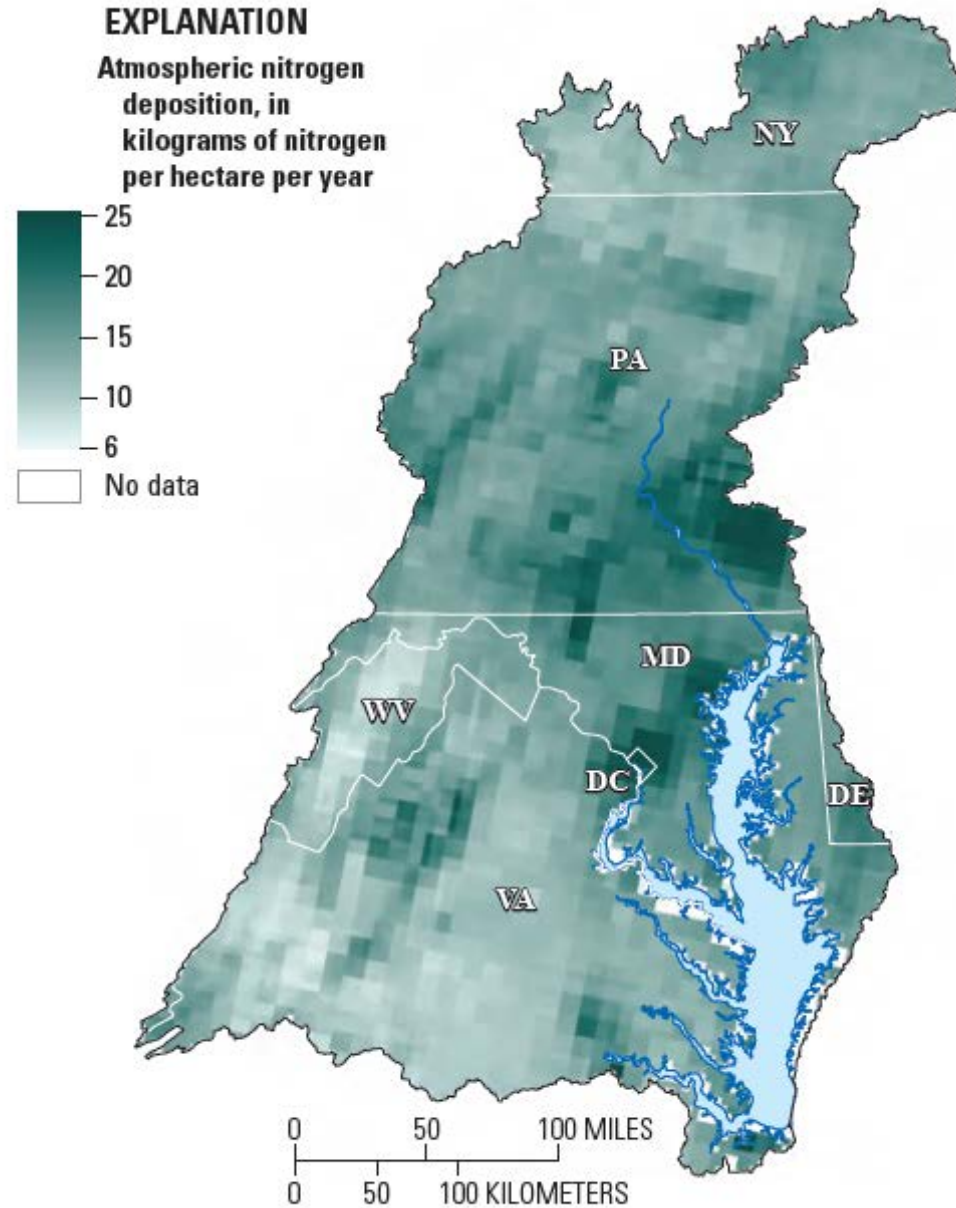 EXPLANATION
Atmospheric nitrogen
deposition, in
kilograms of nitrogen
per hectare per year
25
20
15
10
6
No data
NY
PA
MD
WV
DC
DE
VA
0 50 100 MILES
0 50 100 KILOMETERS